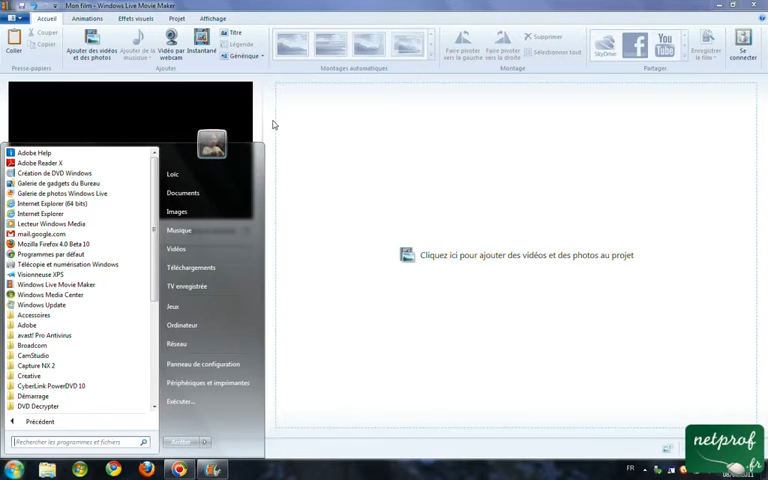 Mon film - Windows Live Movie Maker
Accueil
Animations
Effets visuels
Projet
Affichage
Coller
Couper
Copier
Presse-papiers
Ajouter des vidéos
et des photos
Ajouter de la
musique
Vidéo par
webcam
Instantané
Titre
Légende
Générique
Ajouts
Montages automatiques
Faire pivoter
vers la gauche
Faire pivoter
vers la droite
Supprimer
Sélectionner tout
Montage
SkyDrive
You
Tube
Partager
Enregistrer
le film
Se
connecter
Adobe Help
Adobe Reader X
Création de DVD Windows
Galerie de gadgets du Bureau
Galerie de photos Windows Live
Internet Explorer (64 bits)
Internet Explorer
Lecteur Windows Media
mail.google.com
Mozilla Firefox 4.0 Beta 10
Programmes par défaut
Télécopie et numérisation Windows
Visionneuse XPS
Windows Live Movie Maker
Windows Media Center
Windows Update
Accessoires
Adobe
avast! Pro Antivirus
Broadcom
CamStudio
Capture NX 2
Creative
CyberLink PowerDVD 10
Démarrage
DVD Decrypter
Précédent
Rechercher les programmes et fichiers
Loïc
Documents
Images
Musique
Vidéos
Téléchargements
TV enregistrée
Jeux
Ordinateur
Réseau
Panneau de configuration
Périphériques et imprimantes
Exécuter...
Arrêter
Cliquez ici pour ajouter des vidéos et des photos au projet
netprof
.fr
FR